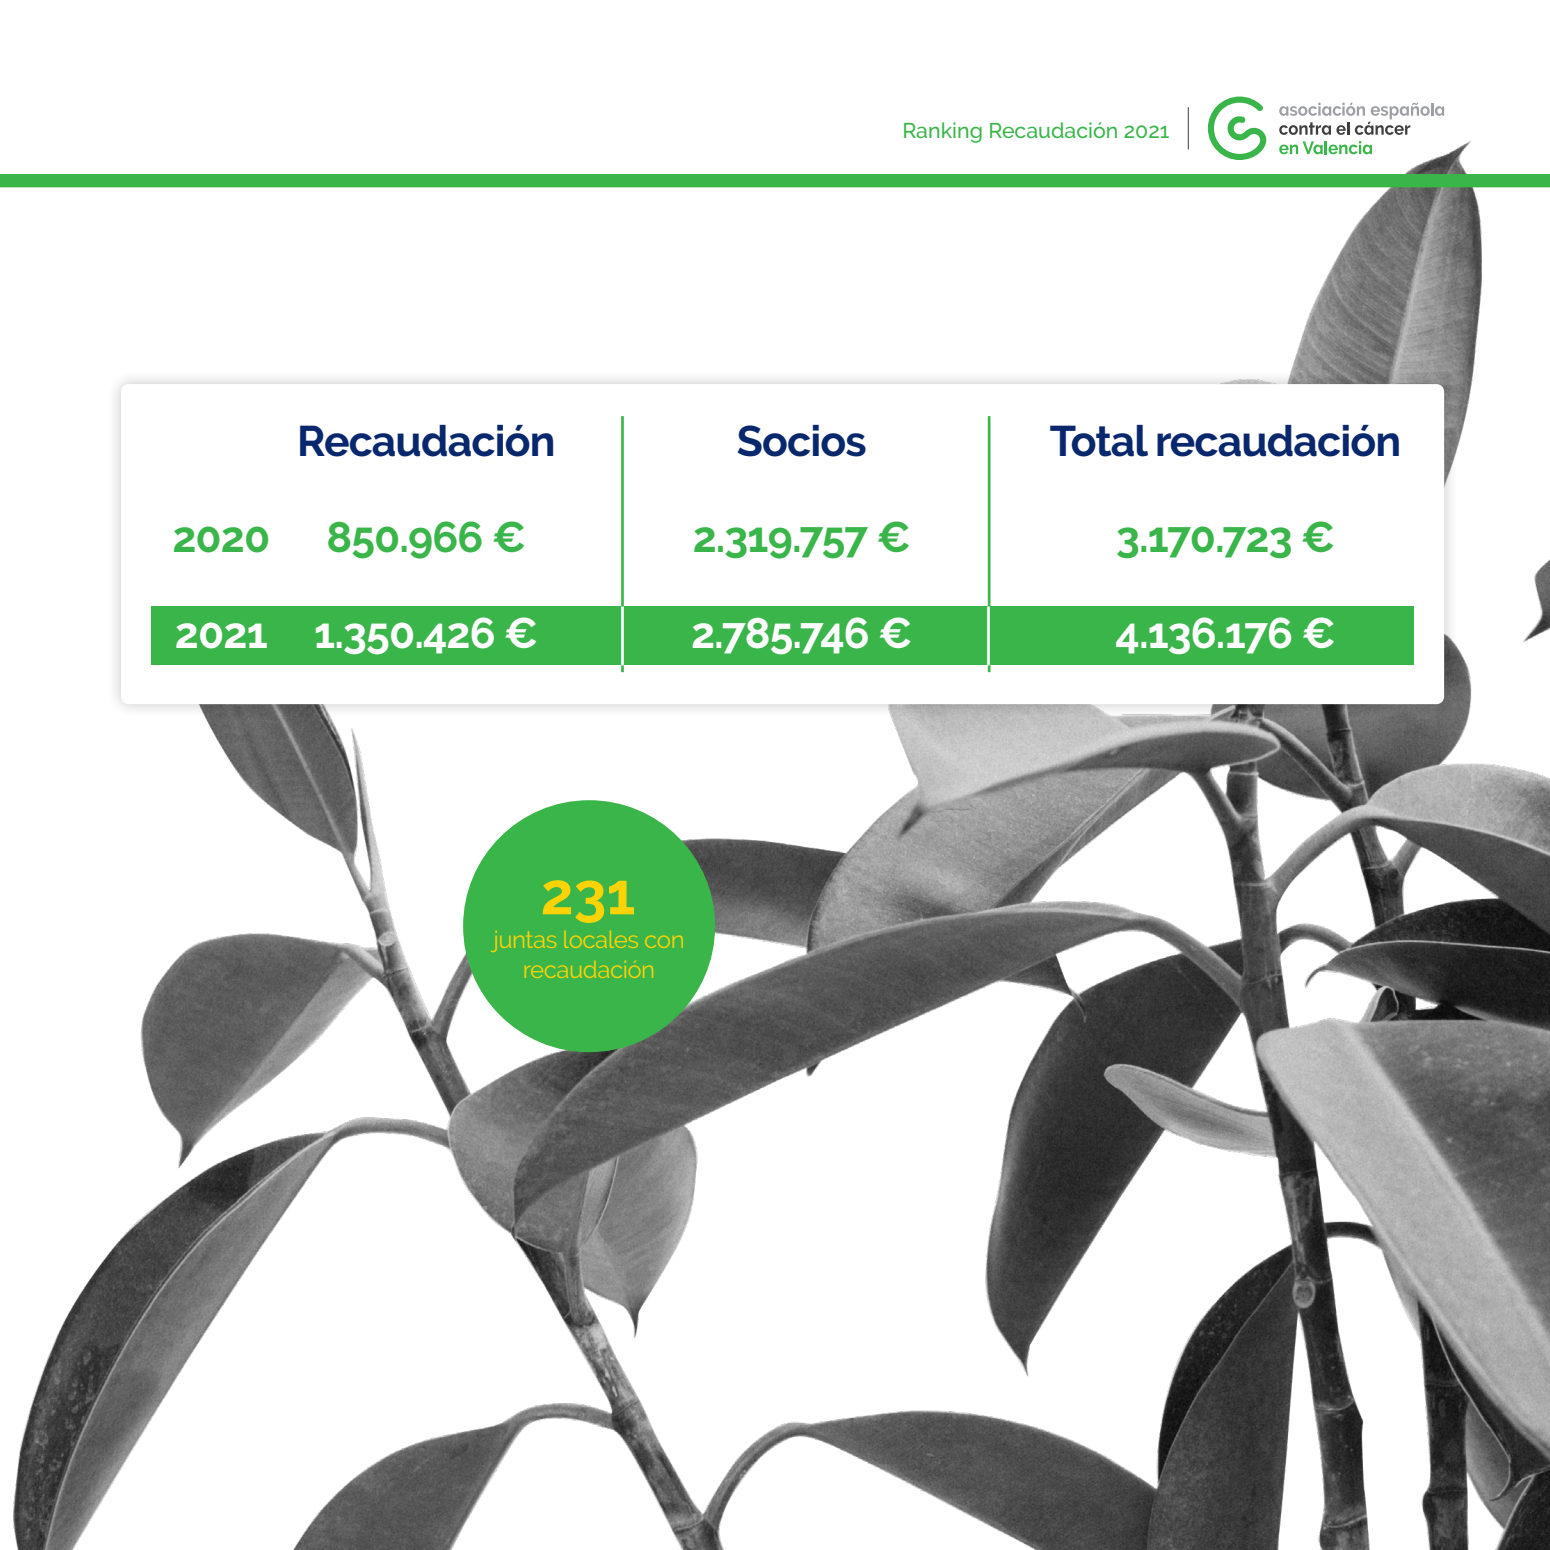 Ranking Recaudación 2021
asociación española
contra el cáncer
en Valencia
Recaudación Socios Total recaudación
2020 850.966 € 2.319.757 € 3.170.723 €
2021 1.350.426 € 2.785.746 € 4.136.176 €
231
juntas locales con
recaudación